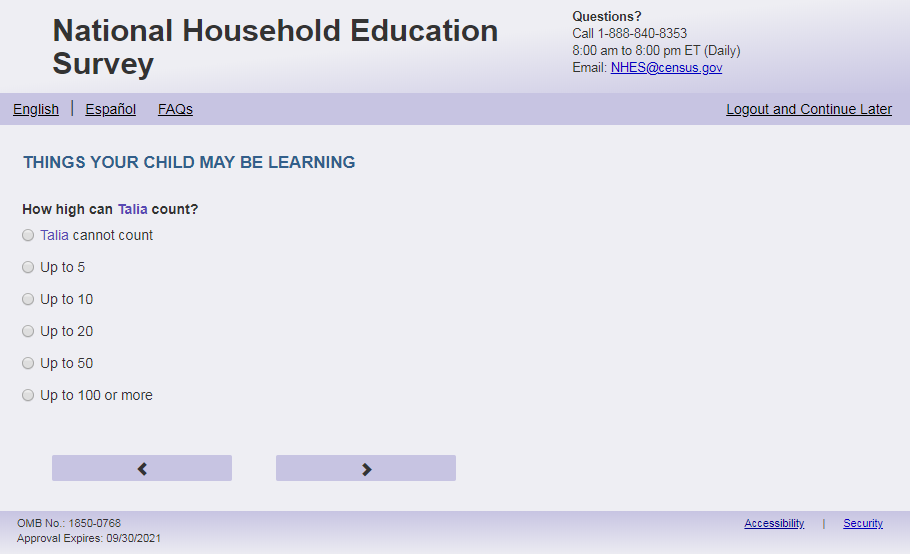 National Household Education
Survey
Questions?
Call 1-888-840-8353
8:00 am to 8:00 pm ET (Daily)
Email: NHES@census.gov
English | Español FAQs Logout and Continue Later
THINGS YOUR CHILD MAY BE LEARNING
How high can Talia count?
Talia cannot count
Up to 5
Up to 10
Up to 20
Up to 50
Up to 100 or more
OMB No.: 1850-0768
Approval Expires: 09/30/2021
Accessibility | Security